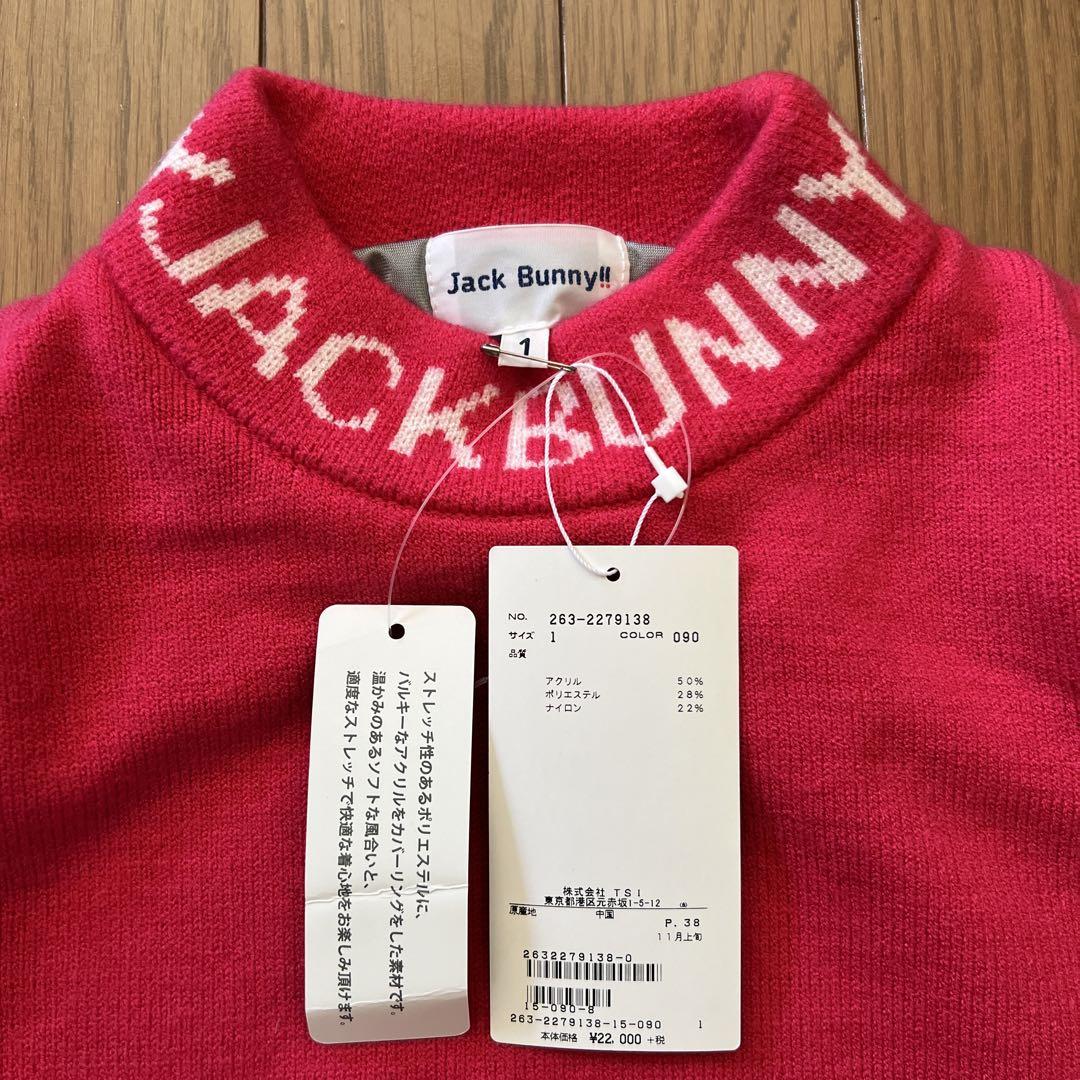 Y JACK BUNNY
Jack Bunny!!
1
NO. 263-2279138
サイズ 1 COLOR 090
品質
アクリル 50%
ポリエステル 28%
ナイロン 22%
株式会社 TSI
東京都港区元赤坂1-5-12
原産地 中国
P.38
11月上旬
2632279138-0
15-090-8
263-2279138-15-090 1
本体価格 ¥22,000 +税
ストレッチ性のあるポリエステルに、
バルキーなアクリルをカバーリングをした素材です。
温かみのあるソフトな風合いと、
適度なストレッチで快適な着心地をお楽しみ頂けます。